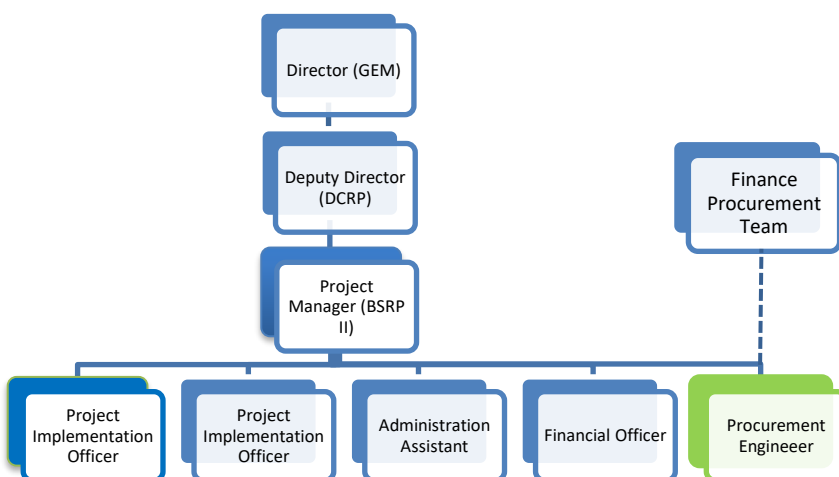 Director (GEM)
Deputy Director
(DCRP)
Finance
Procurement
Team
Project
Manager (BSRP
II)
Project
Implementation
Officer
Project
Implementation
Officer
Administration
Assistant
Financial Officer
Procurement
Engineeer